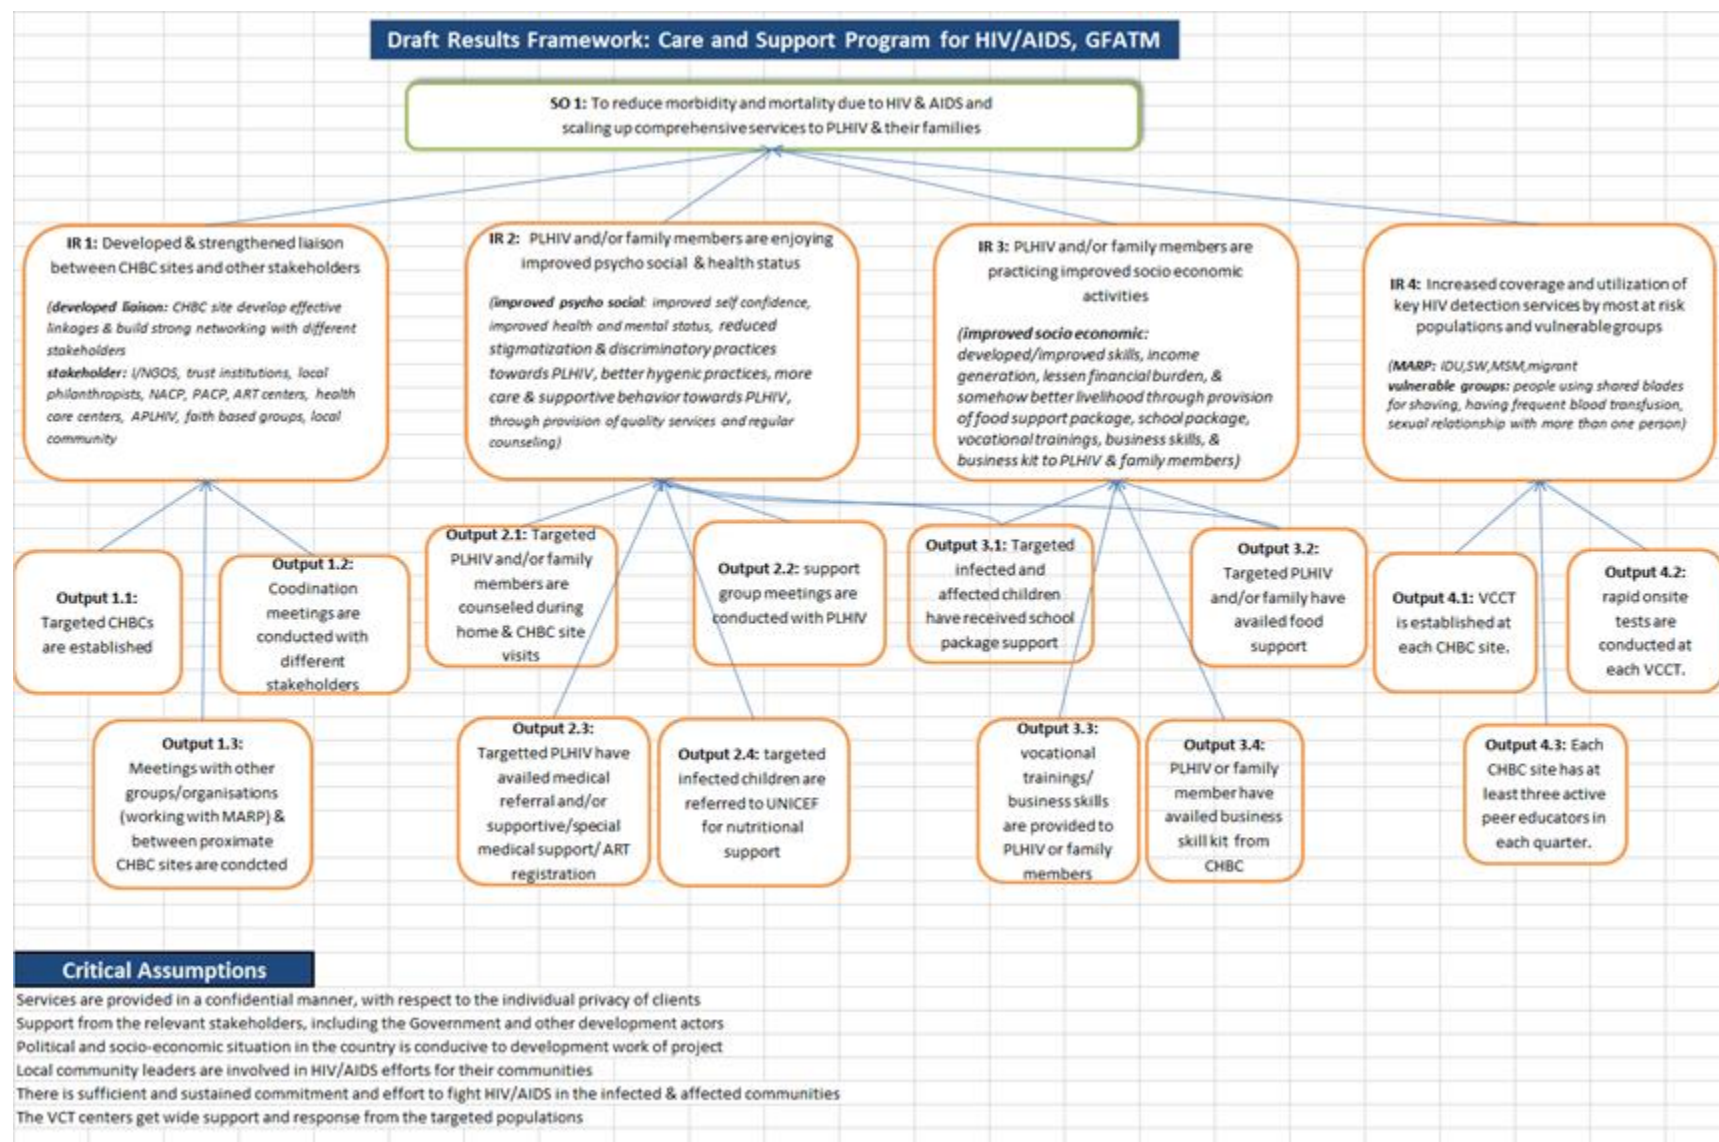 Draft Results Framework: Care and Support Program for HIV/AIDS, GFATM
SO 1: To reduce morbidity and mortality due to HIV & AIDS and
scaling up comprehensive services to PLHIV & their families
IR 1: Developed & strengthened liaison
between CHBC sites and other stakeholders
(developed liaison: CHBC site develop effective
linkages & build strong networking with different
stakeholders
stakeholder: I/NGOS, trust institutions, local
philanthropists, NACP, PACP, ART centers, health
care centers, APLHIV, faith based groups, local
community
IR 2: PLHIV and/or family members are enjoying
improved psycho social & health status
(improved psycho social: improved self confidence,
improved health and mental status, reduced
stigmatization & discriminatory practices
towards PLHIV, better hygenic practices, more
care & supportive behavior towards PLHIV,
through provision of quality services and regular
counseling)
IR 3: PLHIV and/or family members are
practicing improved socio economic
activities
(improved socio economic:
developed/improved skills, income
generation, lessen financial burden, &
somehow better livelihood through provision
of food support package, school package,
vocational trainings, business skills, &
business kit to PLHIV & family members)
IR 4: Increased coverage and utilization of
key HIV detection services by most at risk
populations and vulnerable groups
(MARP: IDU,SW,MSM,migrant
vulnerable groups: people using shared blades
for shaving, having frequent blood transfusion,
sexual relationship with more than one person)
Output 1.1:
Targeted CHBCs
are established
Output 1.2:
Coodination
meetings are
conducted with
different
stakeholders
Output 2.1: Targeted
PLHIV and/or family
members are
counseled during
home & CHBC site
visits
Output 2.2: support
group meetings are
conducted with PLHIV
Output 3.1: Targeted
infected and
affected children
have received school
package support
Output 3.2:
Targeted PLHIV
and/or family have
availed food
support
Output 4.1: VCCT
is established at
each CHBC site.
Output 4.2:
rapid onsite
tests are
conducted at
each VCCT.
Output 1.3:
Meetings with other
groups/organisations
(working with MARP) &
between proximate
CHBC sites are condcted
Output 2.3:
Targetted PLHIV have
availed medical
referral and/or
supportive/special
medical support/ ART
registration
Output 2.4: targeted
infected children are
referred to UNICEF
for nutritional
support
Output 3.3:
vocational
trainings/
business skills
are provided to
PLHIV or family
members
Output 3.4:
PLHIV or family
member have
availed business
skill kit from
CHBC
Output 4.3: Each
CHBC site has at
least three active
peer educators in
each quarter.
Critical Assumptions
Services are provided in a confidential manner, with respect to the individual privacy of clients
Support from the relevant stakeholders, including the Government and other development actors
Political and socio-economic situation in the country is conducive to development work of project
Local community leaders are involved in HIV/AIDS efforts for their communities
There is sufficient and sustained commitment and effort to fight HIV/AIDS in the infected & affected communities
The VCT centers get wide support and response from the targeted populations